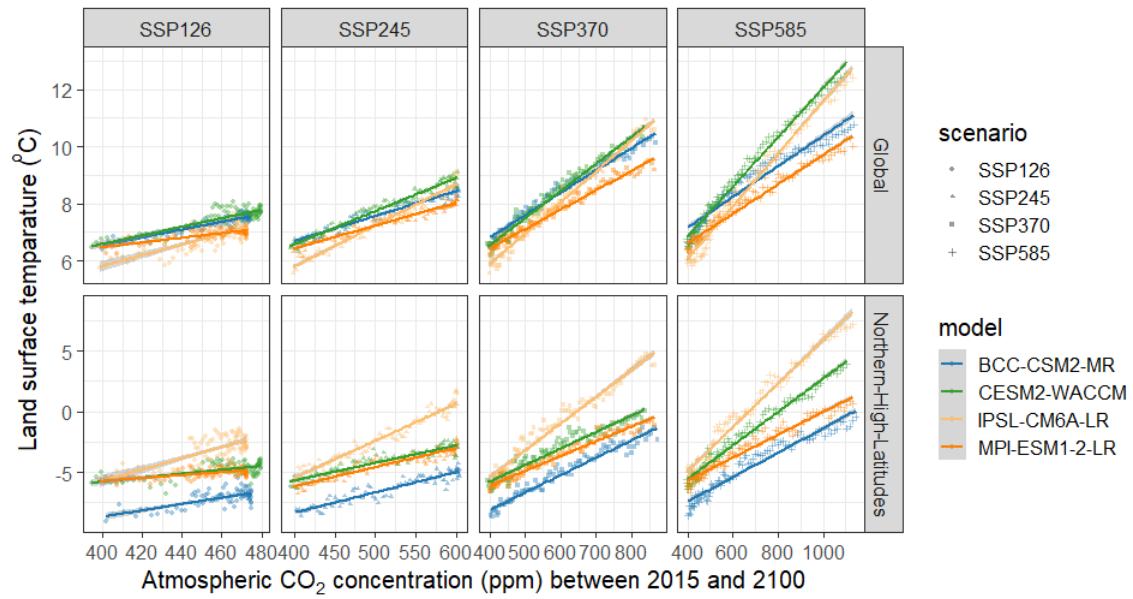 SSP126 SSP245 SSP370 SSP585
Land surface temparature (⁰C)
12
10
8
6
Global
5
0
-5
Northern-High-Latitudes
400 420 440 460 480 400 450 500 550 600 400 500 600 700 800 400 600 800 1000
Atmospheric CO₂ concentration (ppm) between 2015 and 2100
scenario
SSP126
SSP245
SSP370
SSP585
model
BCC-CSM2-MR
CESM2-WACCM
IPSL-CM6A-LR
MPI-ESM1-2-LR